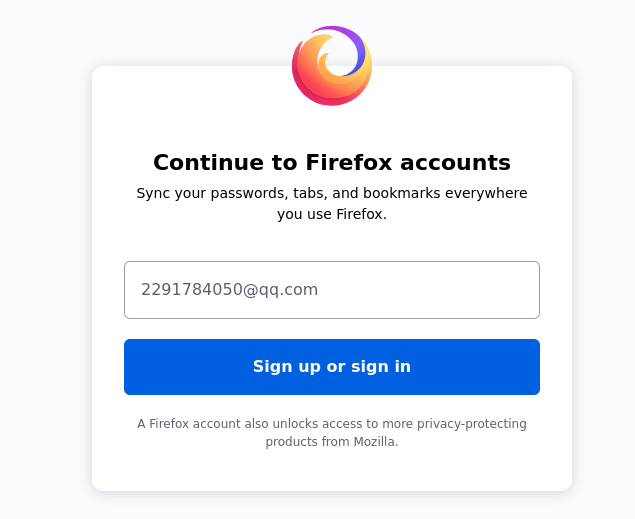 Continue to Firefox accounts
Sync your passwords, tabs, and bookmarks everywhere
you use Firefox.
2291784050@qq.com
Sign up or sign in
A Firefox account also unlocks access to more privacy-protecting
products from Mozilla.